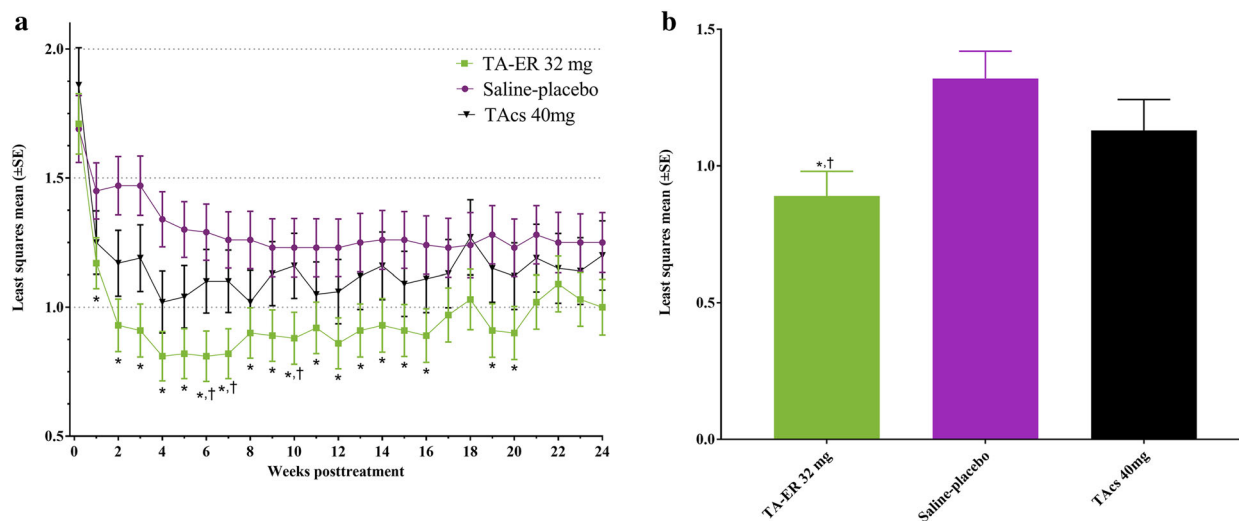 a
2.0
1.5
1.0
0.5
Least squares mean (±SE)
TA-ER 32 mg
Saline-placebo
TAcs 40mg
*
*
*
*
*
*,†
*,†
*
*
*,†
*
*
*
*
*
*
*
*
0 2 4 6 8 10 12 14 16 18 20 22 24
Weeks posttreatment
b
1.5
1.0
0.5
0.0
Least squares mean (±SE)
*,†
TA-ER 32 mg
Saline-placebo
TAcs 40mg